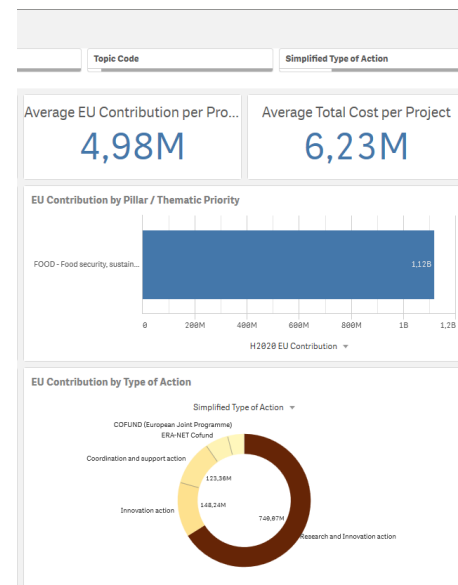 Topic Code
Simplified Type of Action
Average EU Contribution per Pro...
Average Total Cost per Project
4,98M
6,23M
EU Contribution by Pillar / Thematic Priority
FOOD - Food security, sustain...
1,12B
0 200M 400M 600M 800M 1B 1,2B
H2020 EU Contribution
EU Contribution by Type of Action
Simplified Type of Action
COFUND (European Joint Programme)
ERA-NET Cofund
Coordination and support action
123,36M
Innovation action
148,24M
740,97M
Research and Innovation action